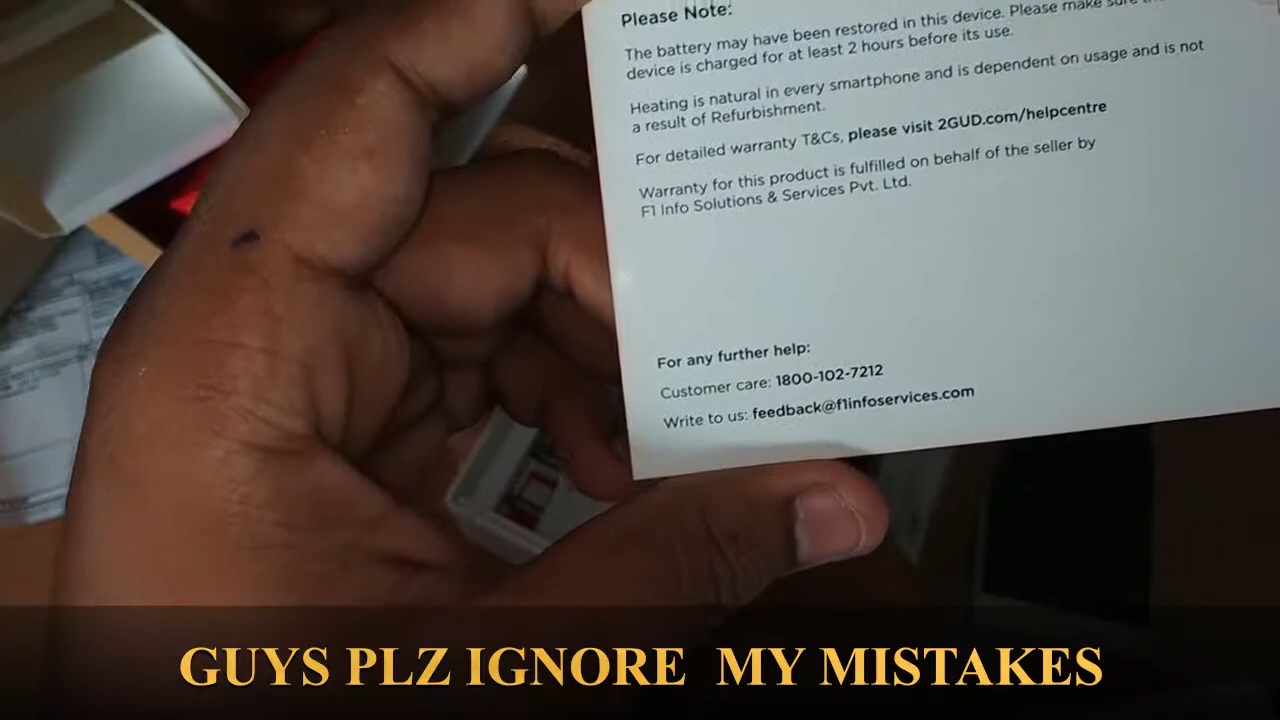 Please Note:
The battery may have been restored in this device. Please make sure
device is charged for at least 2 hours before its use.
Heating is natural in every smartphone and is dependent on usage and is not
a result of Refurbishment.
For detailed warranty T&Cs, please visit 2GUD.com/helpcentre
Warranty for this product is fulfilled on behalf of the seller by
F1 Info Solutions & Services Pvt. Ltd.
For any further help:
Customer care: 1800-102-7212
Write to us: feedback@f1infoservices.com
GUYS PLZ IGNORE MY MISTAKES